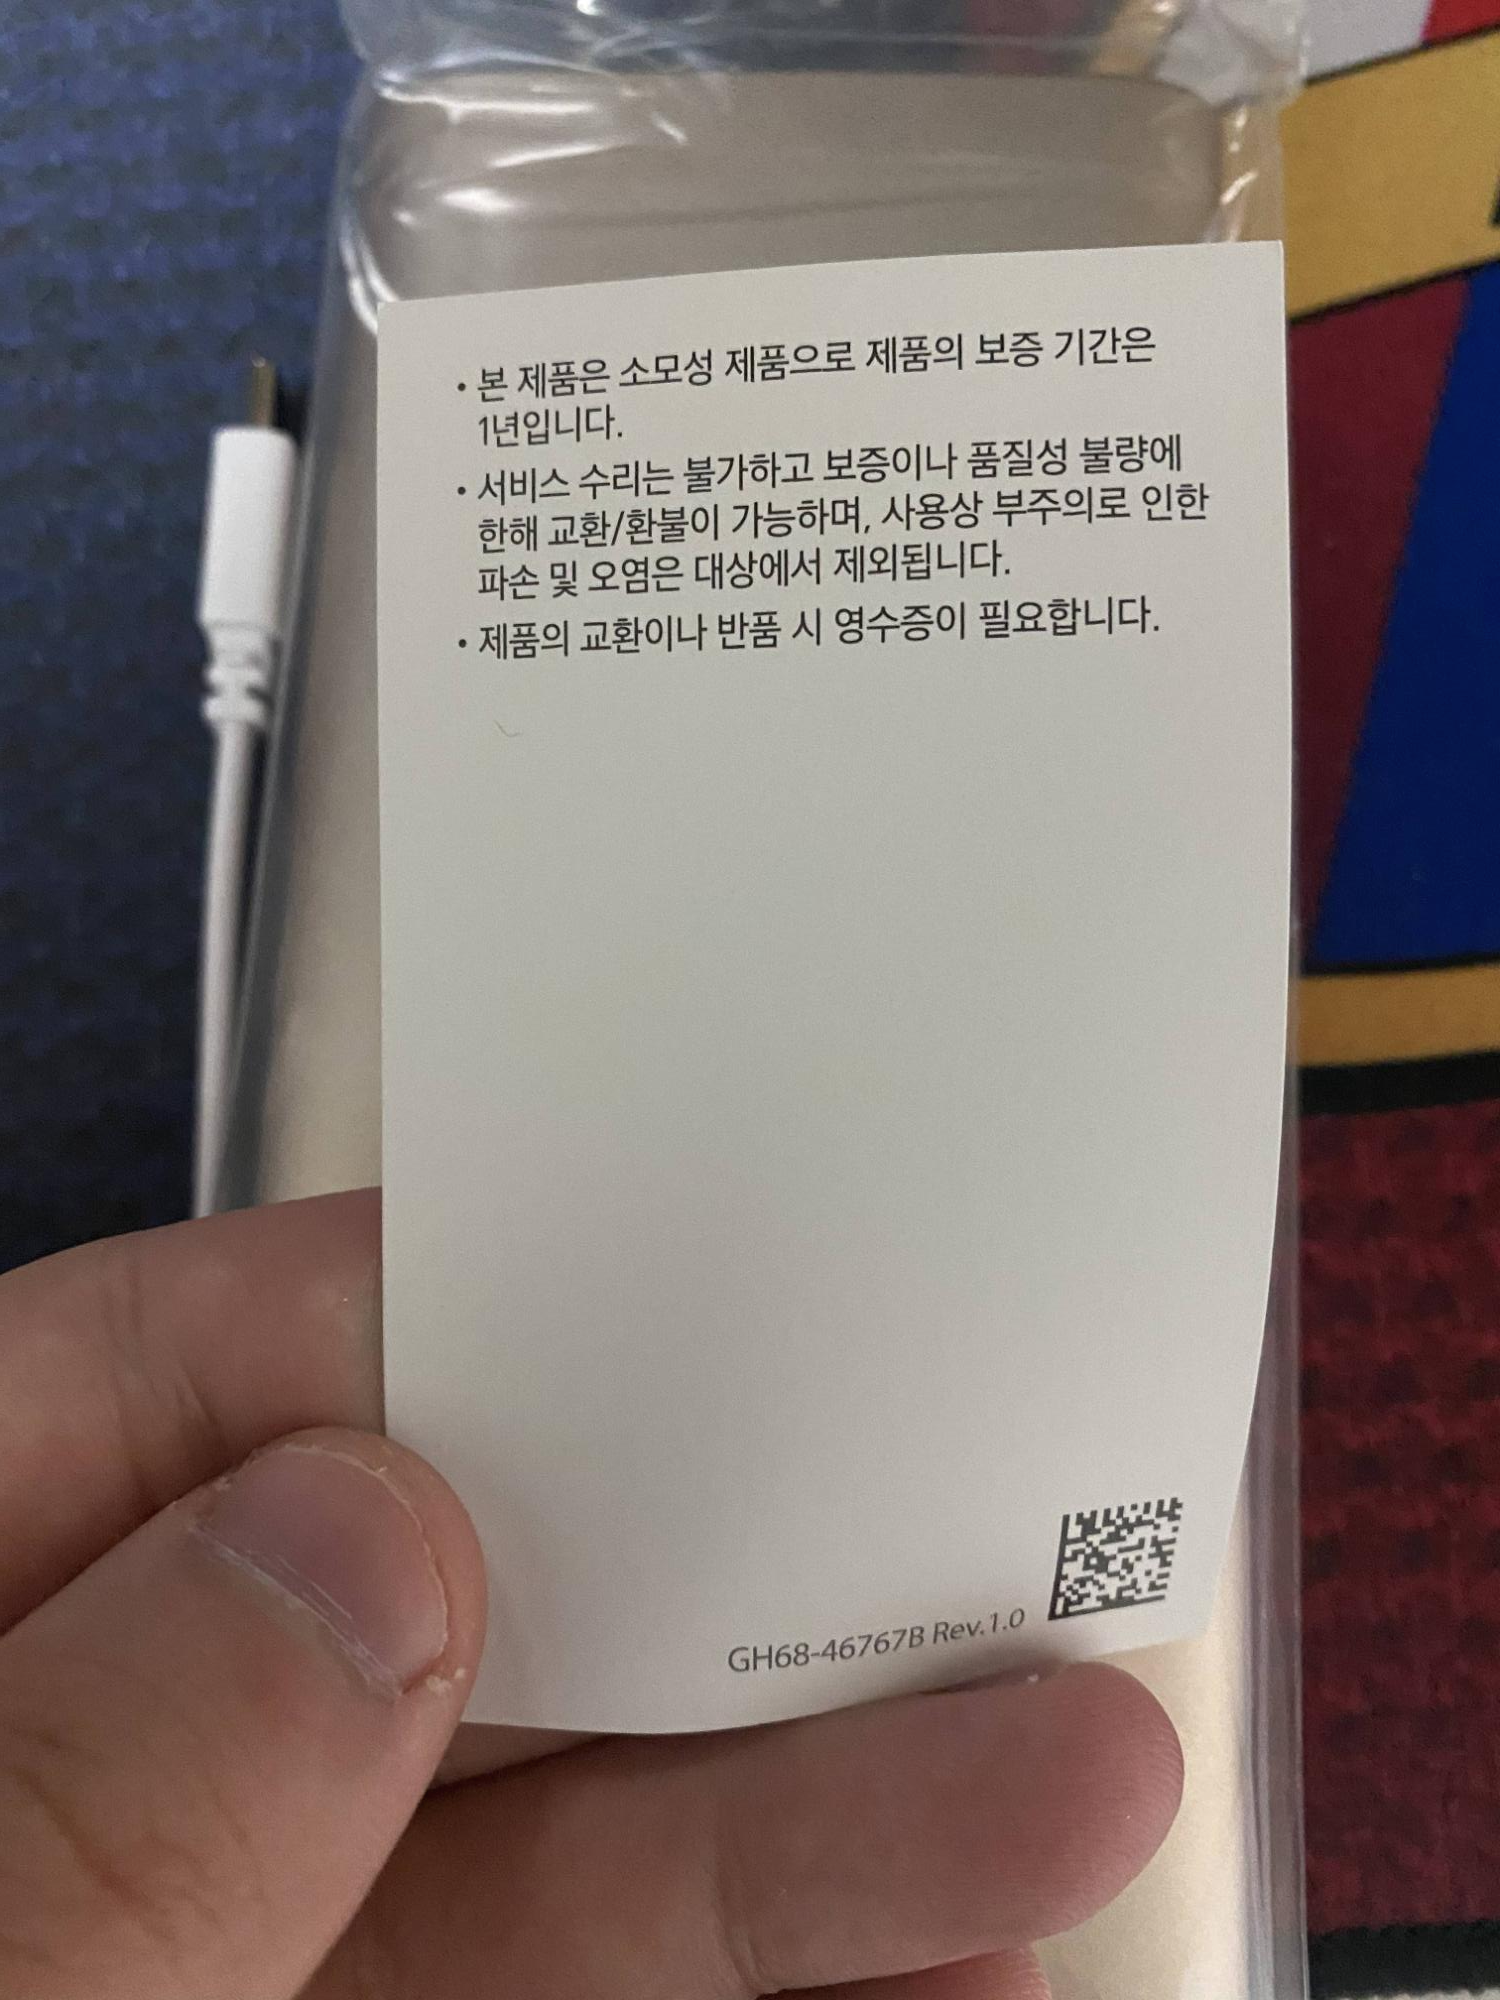 • 본 제품은 소모성 제품으로 제품의 보증 기간은
1년입니다.
• 서비스 수리는 불가하고 보증이나 품질성 불량에
한해 교환/환불이 가능하며, 사용상 부주의로 인한
파손 및 오염은 대상에서 제외됩니다.
• 제품의 교환이나 반품 시 영수증이 필요합니다.
GH68-46767B Rev.1.0